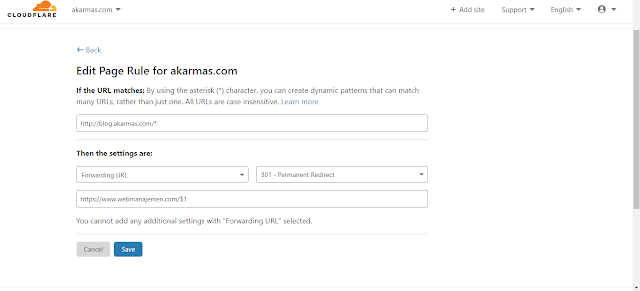 CLOUDFLARE
akarmas.com
+ Add site
Support
English
← Back
Edit Page Rule for akarmas.com
If the URL matches: By using the asterisk (*) character, you can create dynamic patterns that can match
many URLs, rather than just one. All URLs are case insensitive. Learn more
http://blog.akarmas.com/*
Then the settings are:
Forwarding URL
301 - Permanent Redirect
https://www.webmanajemen.com/$1
You cannot add any additional settings with "Forwarding URL" selected.
Cancel
Save